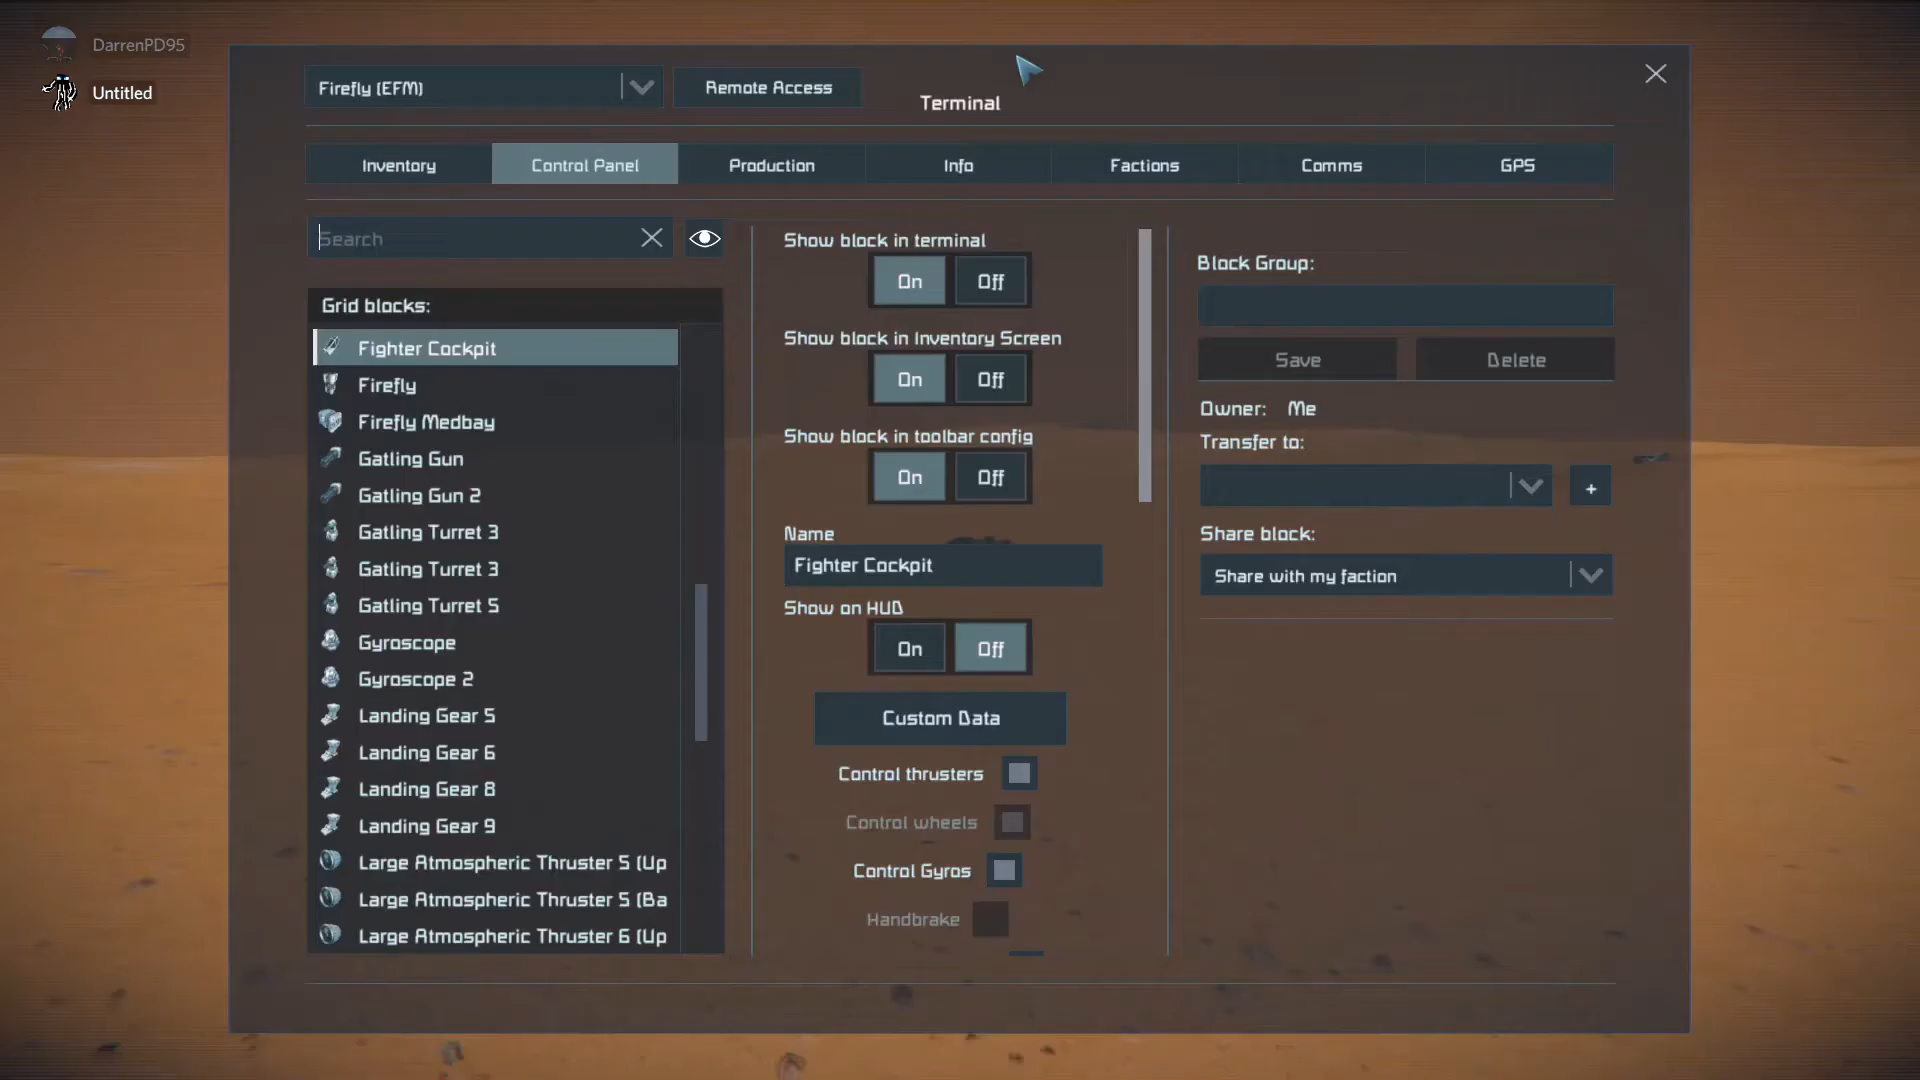 DarrenPD95
Untitled
Firefly (EFM)
Remote Access
Terminal
Inventory
Control Panel
Production
Info
Factions
Comms
GPS
Search
Grid blocks:
Fighter Cockpit
Firefly
Firefly Medbay
Gatling Gun
Gatling Gun 2
Gatling Turret 3
Gatling Turret 3
Gatling Turret 5
Gyroscope
Gyroscope 2
Landing Gear 5
Landing Gear 6
Landing Gear 8
Landing Gear 9
Large Atmospheric Thruster 5 (Up
Large Atmospheric Thruster 5 (Ba
Large Atmospheric Thruster 6 (Up
Show block in terminal
On Off
Show block in Inventory Screen
On Off
Show block in toolbar config
On Off
Name
Fighter Cockpit
Show on HUD
On Off
Custom Data
Control thrusters
Control wheels
Control Gyros
Handbrake
Block Group:
Save
Delete
Owner: Me
Transfer to:
+
Share block:
Share with my faction